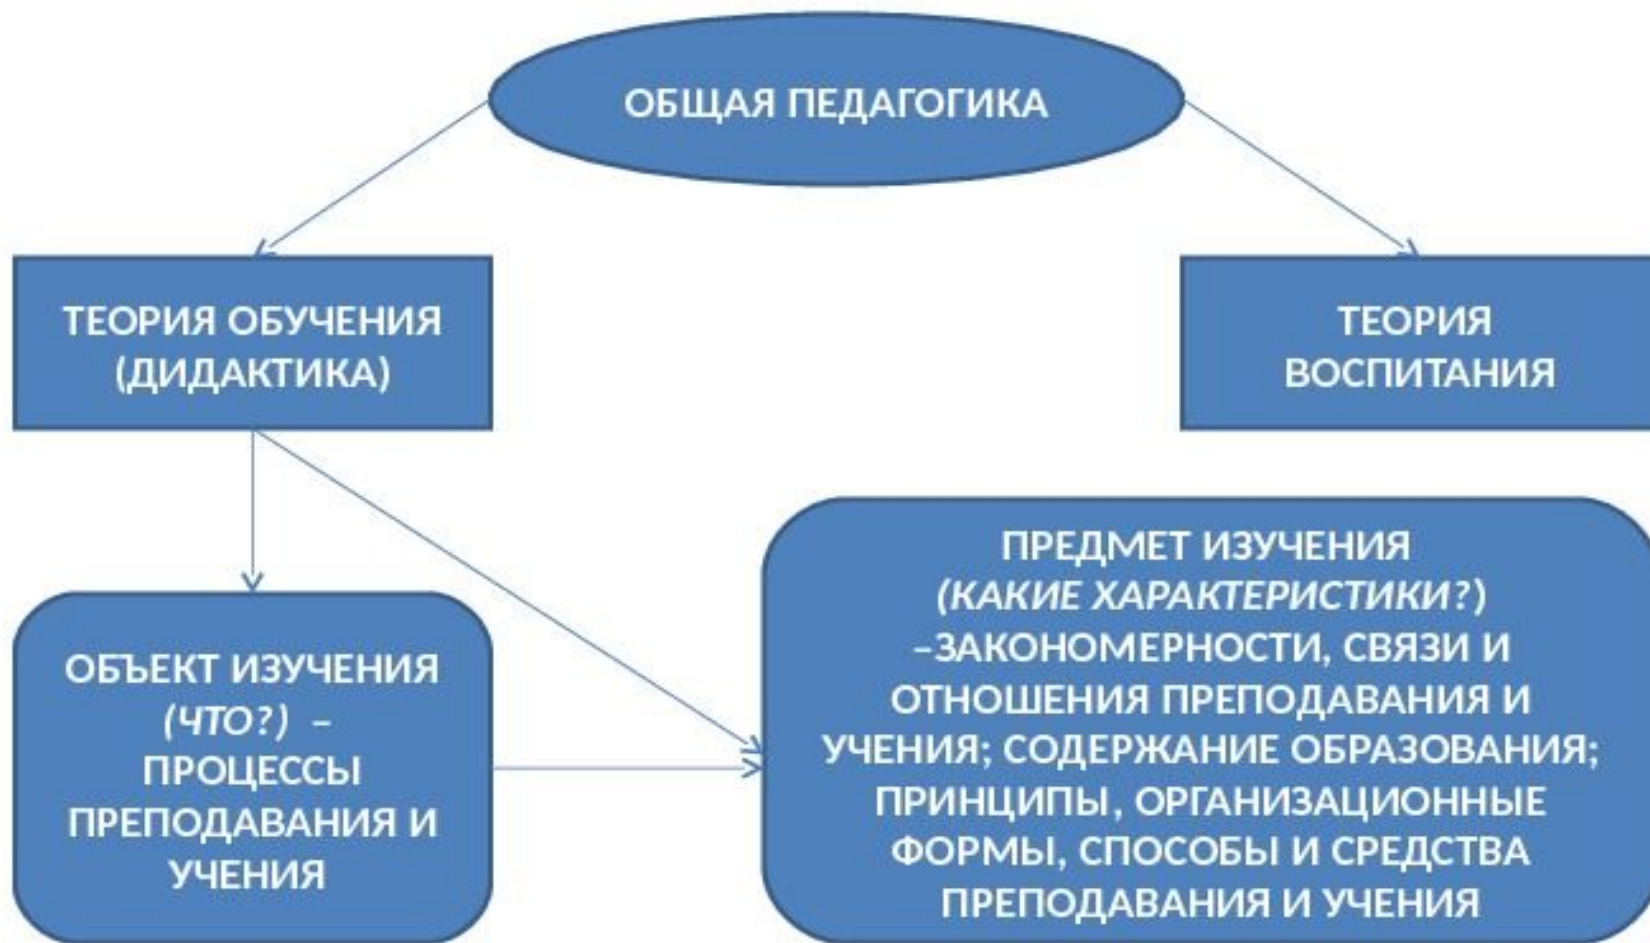 ОБЩАЯ ПЕДАГОГИКА
ТЕОРИЯ ОБУЧЕНИЯ
(ДИДАКТИКА)
ТЕОРИЯ
ВОСПИТАНИЯ
ОБЪЕКТ ИЗУЧЕНИЯ
(ЧТО?) –
ПРОЦЕССЫ
ПРЕПОДАВАНИЯ И
УЧЕНИЯ
ПРЕДМЕТ ИЗУЧЕНИЯ
(КАКИЕ ХАРАКТЕРИСТИКИ?)
–ЗАКОНОМЕРНОСТИ, СВЯЗИ И
ОТНОШЕНИЯ ПРЕПОДАВАНИЯ И
УЧЕНИЯ; СОДЕРЖАНИЕ ОБРАЗОВАНИЯ;
ПРИНЦИПЫ, ОРГАНИЗАЦИОННЫЕ
ФОРМЫ, СПОСОБЫ И СРЕДСТВА
ПРЕПОДАВАНИЯ И УЧЕНИЯ